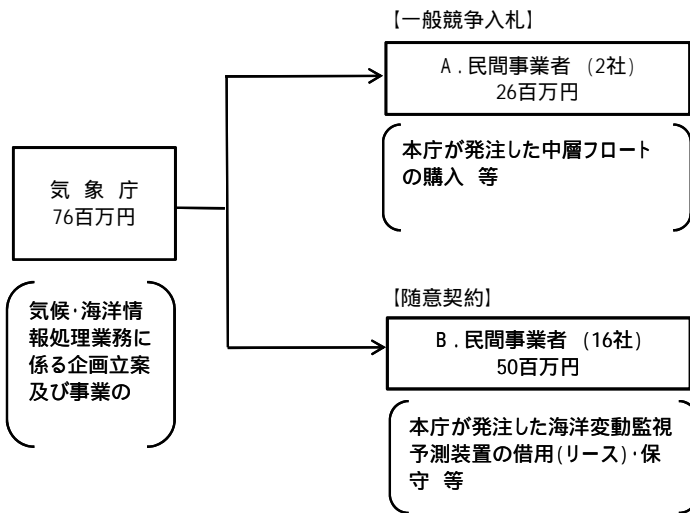 【一般競争入札】
A．民間事業者 (2社)
26百万円
本庁が発注した中層フロート
の購入 等
気 象 庁
76百万円
気候・海洋情
報処理業務に
係る企画立案
及び事業の
【随意契約】
B．民間事業者 (16社)
50百万円
本庁が発注した海洋変動監視
予測装置の借用(リース)・保
守 等